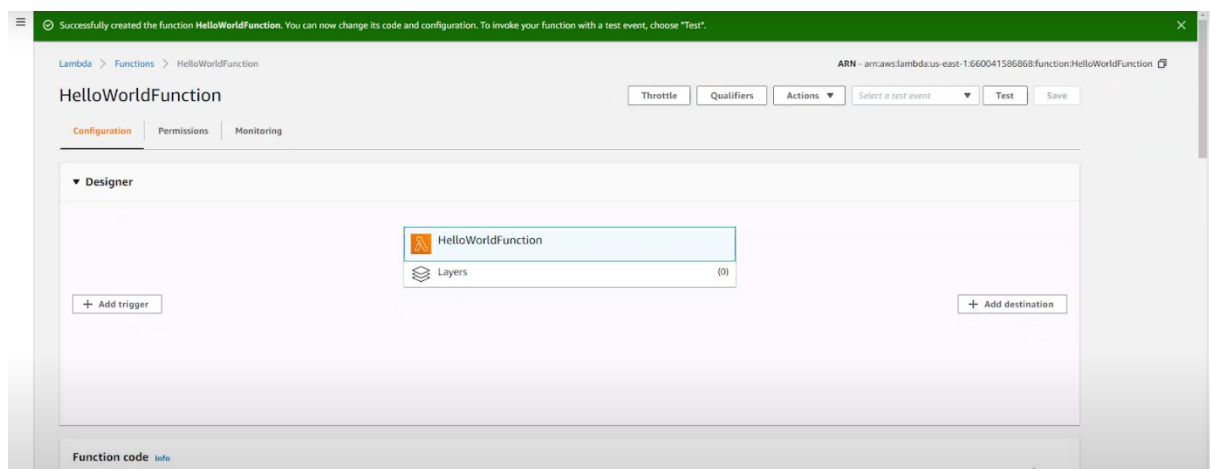 Successfully created the function HelloWorldFunction. You can now change its code and configuration. To invoke your function with a test event, choose "Test".
Lambda > Functions > HelloWorldFunction
ARN - arn:aws:lambda:us-east-1:660041586868:function:HelloWorldFunction
HelloWorldFunction
Throttle Qualifiers Actions Select a test event Test Save
Configuration Permissions Monitoring
Designer
HelloWorldFunction
Layers (0)
+ Add trigger
+ Add destination
Function code Info